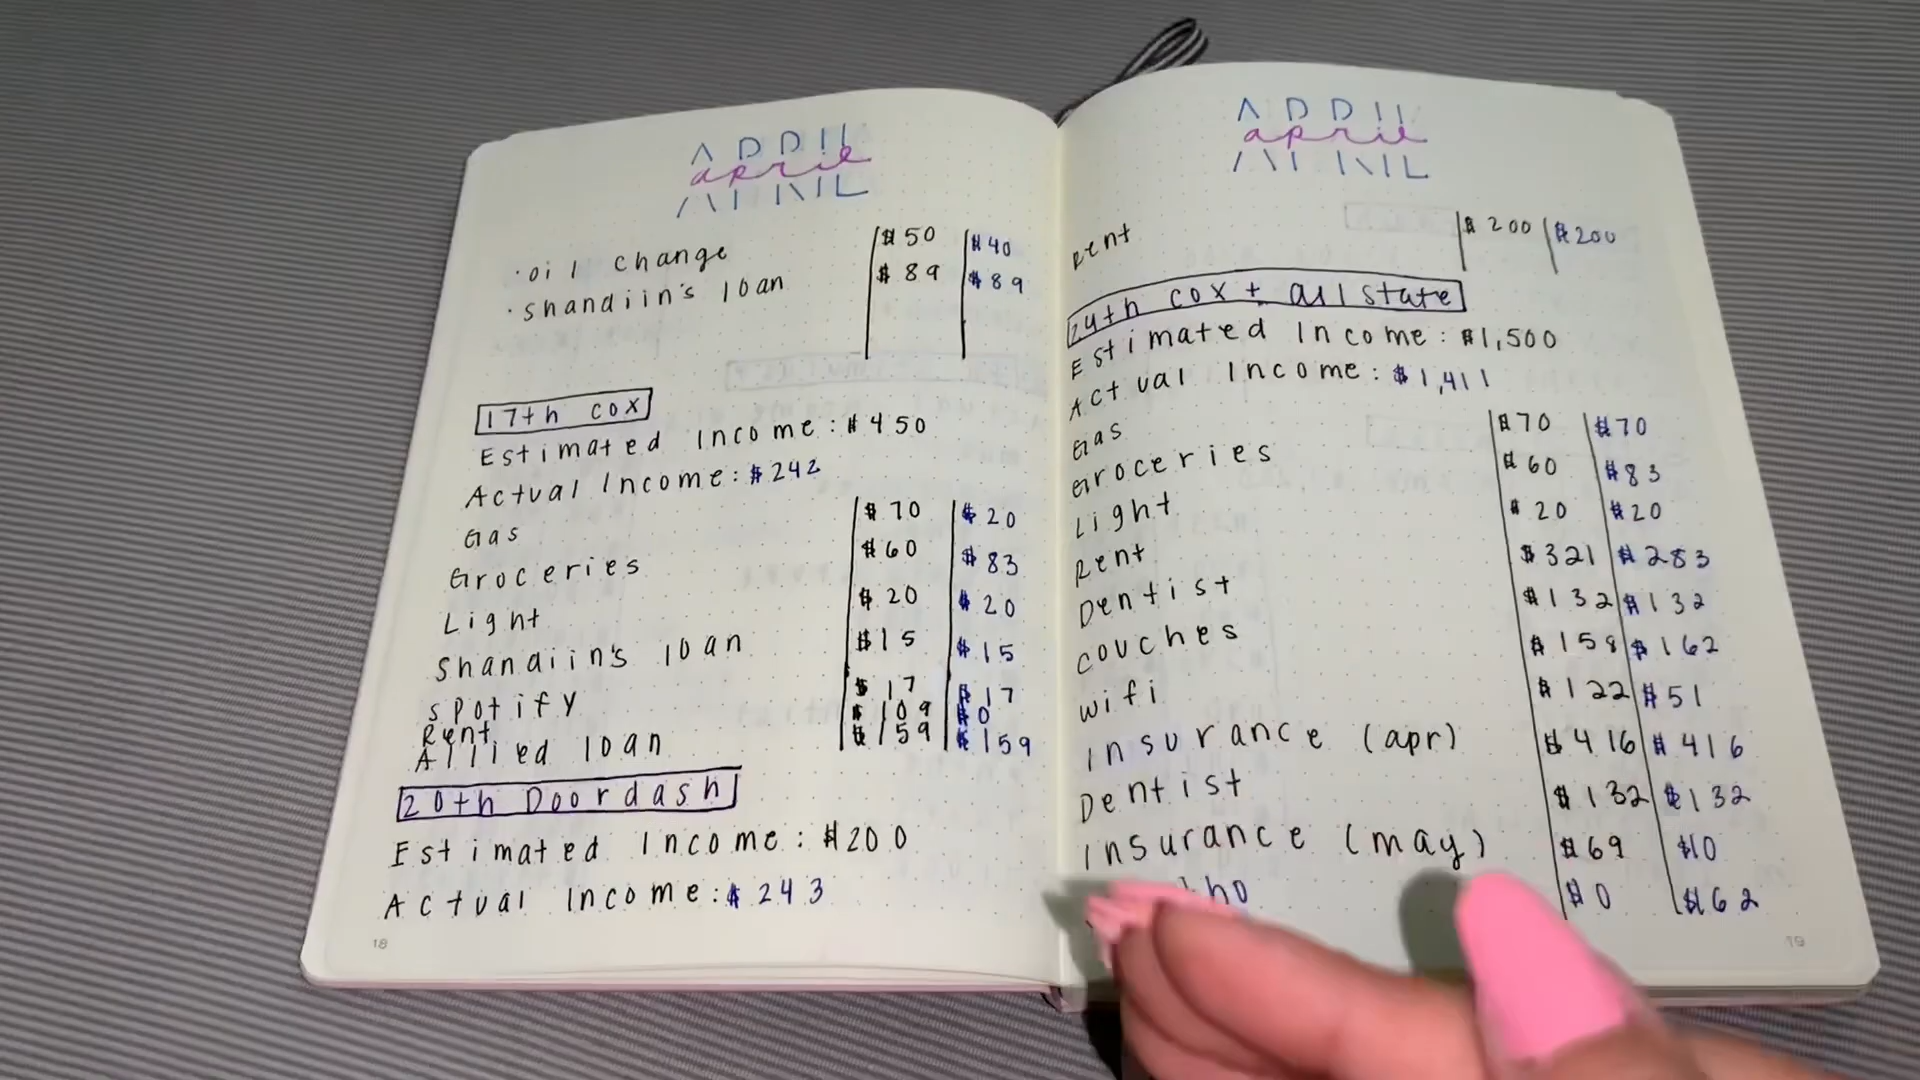 APRIL
april
· oil change $50 $40
· shandiin's loan $89 $89
17th cox
Estimated Income: $450
Actual Income: $242
Gas $70 $20
Groceries $60 $83
Light $20 $20
Shandiin's loan $15 $15
Spotify $17 $17
Rent $109 $0
Allied loan $159 $159
20th Doordash
Estimated Income: $200
Actual Income: $243
18
APRIL
april
Rent $200 $200
24th cox + allstate
Estimated Income: $1,500
Actual Income: $1,411
Gas $70 $70
Groceries $60 $83
Light $20 $20
Rent $321 $283
Dentist $132 $132
couches $158 $162
wifi $122 $51
insurance (apr) $416 $416
Dentist $132 $132
insurance (may) $69 $10
$0 $62
19